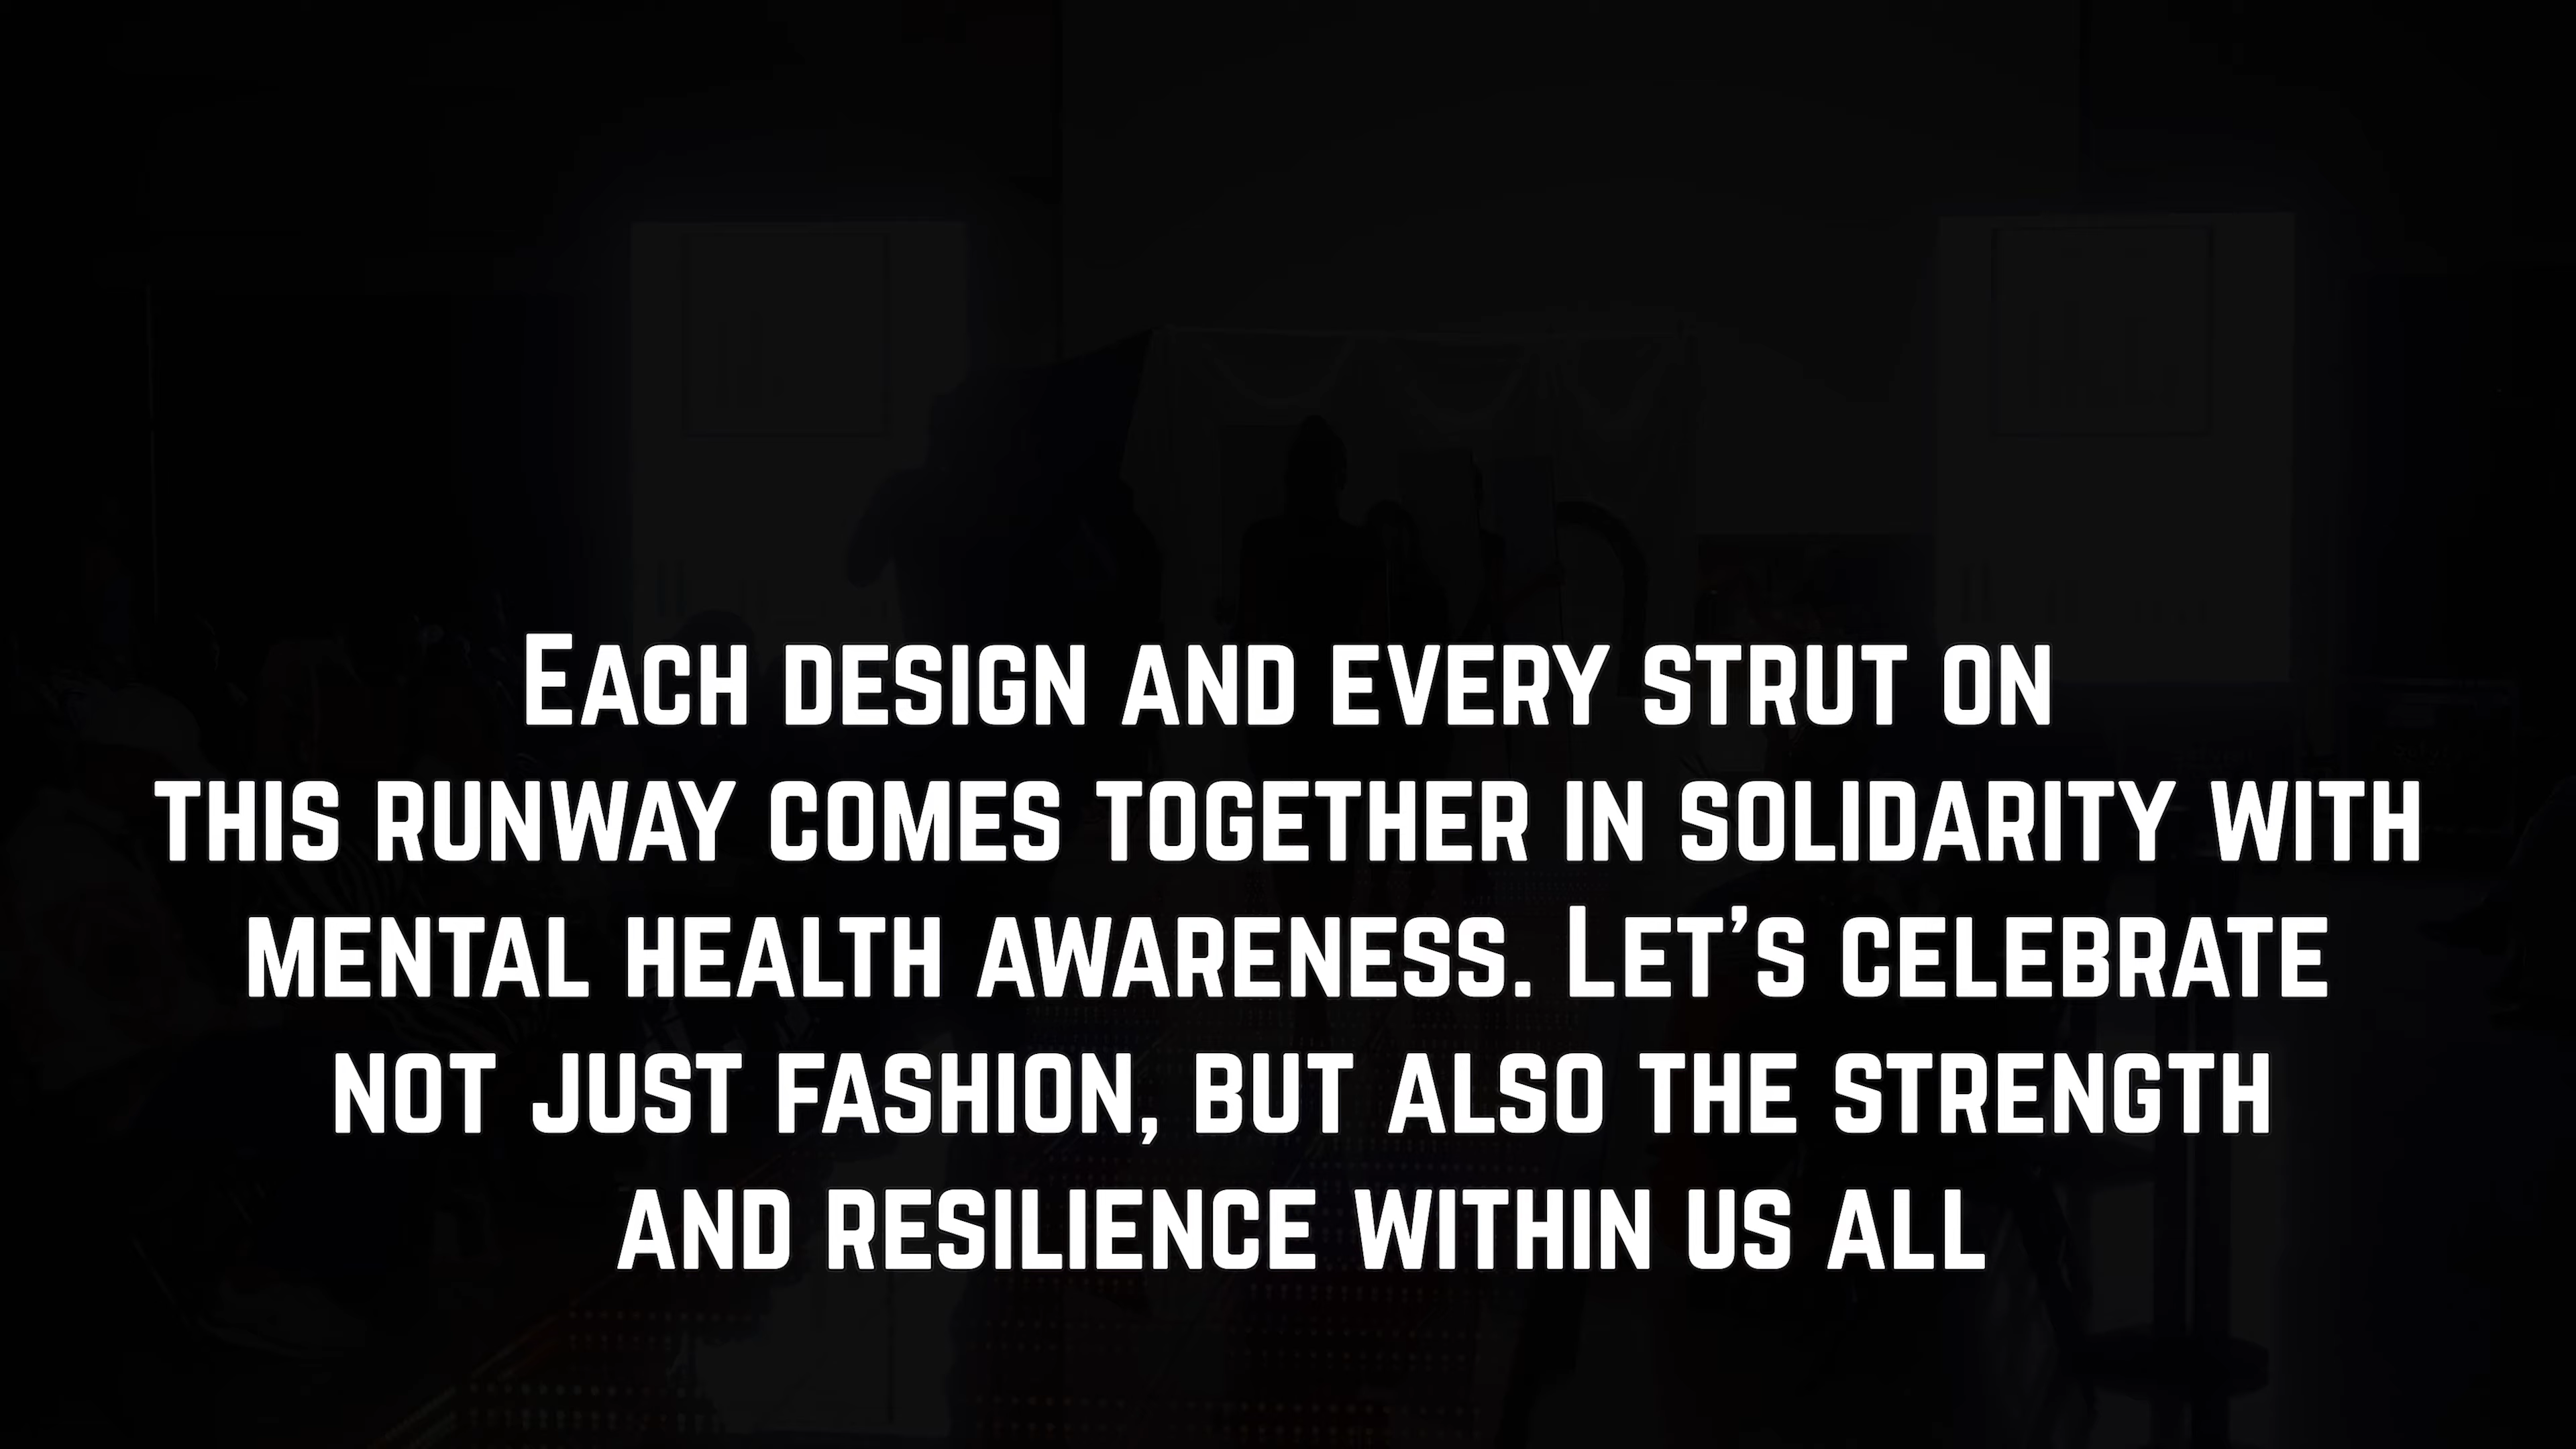 Each design and every strut on
this runway comes together in solidarity with
mental health awareness. Let's celebrate
not just fashion, but also the strength
and resilience within us all